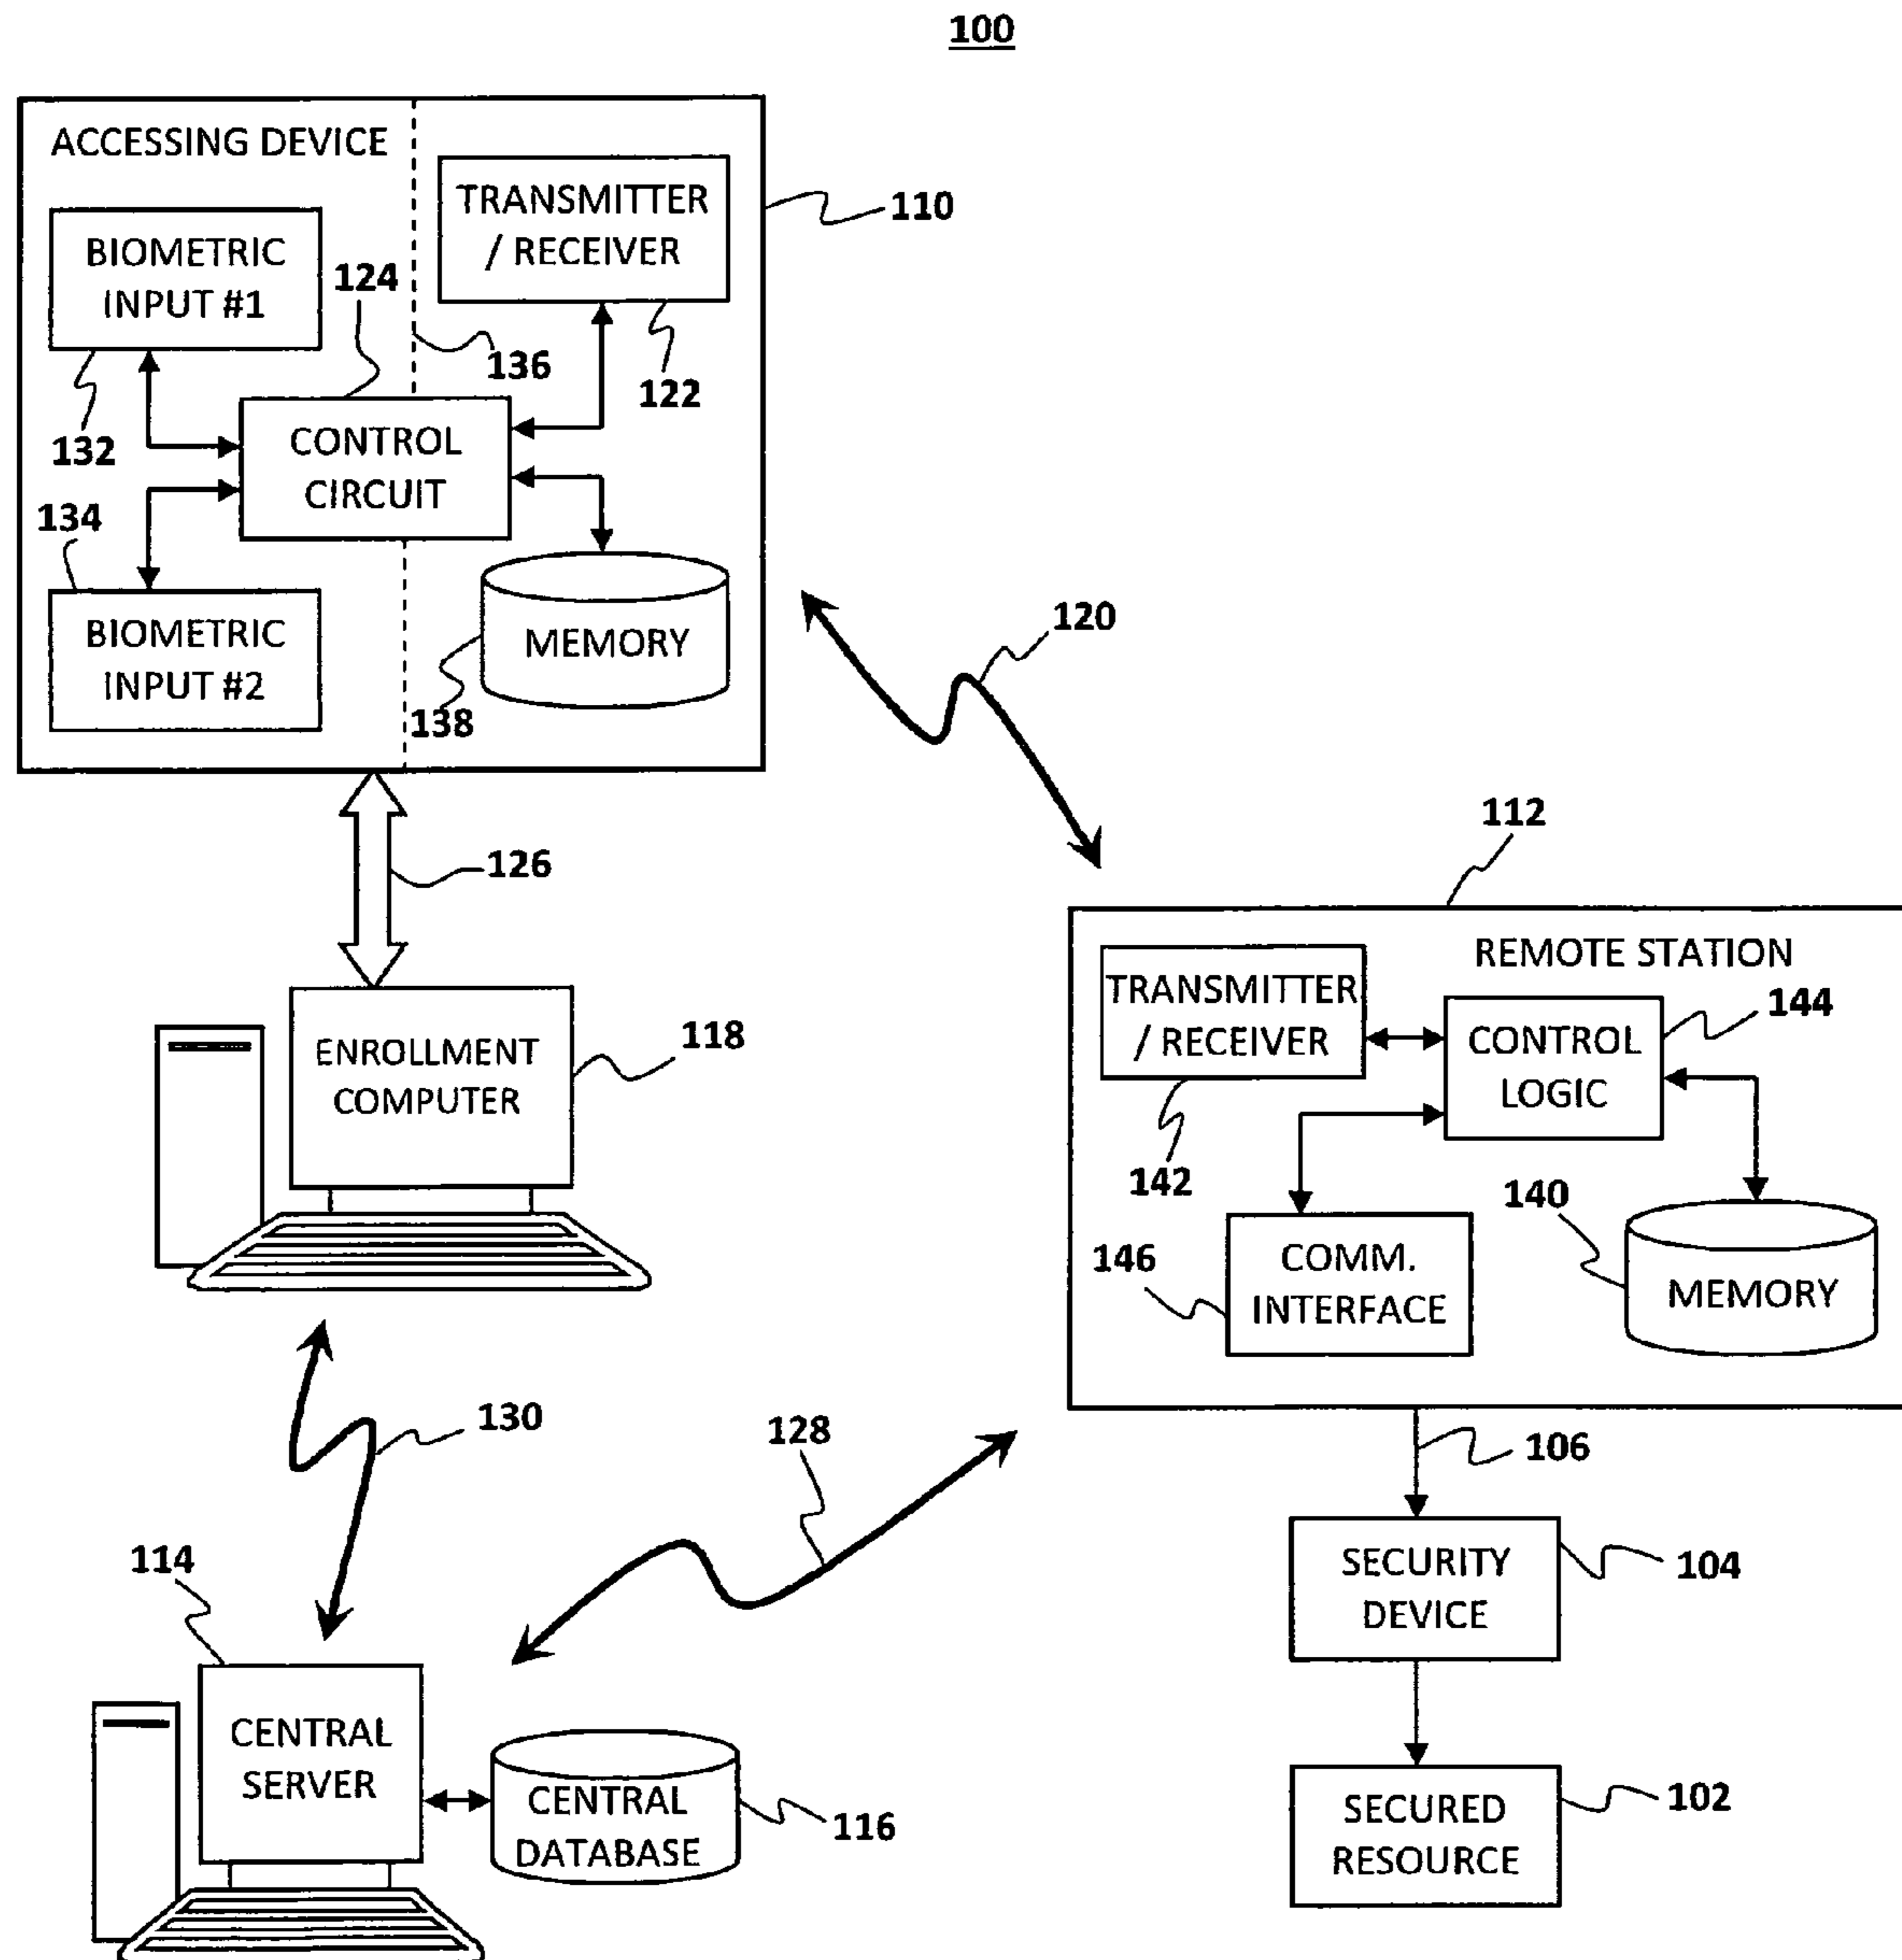 100
ACCESSING DEVICE
TRANSMITTER
/ RECEIVER
110
BIOMETRIC
INPUT #1
124
136
122
132
CONTROL
CIRCUIT
134
BIOMETRIC
INPUT #2
MEMORY
138
120
126
112
REMOTE STATION
TRANSMITTER
/ RECEIVER
144
CONTROL
LOGIC
142
140
146
COMM.
INTERFACE
MEMORY
ENROLLMENT
COMPUTER
118
130
128
106
114
SECURITY
DEVICE
104
CENTRAL
SERVER
CENTRAL
DATABASE
116
SECURED
RESOURCE
102